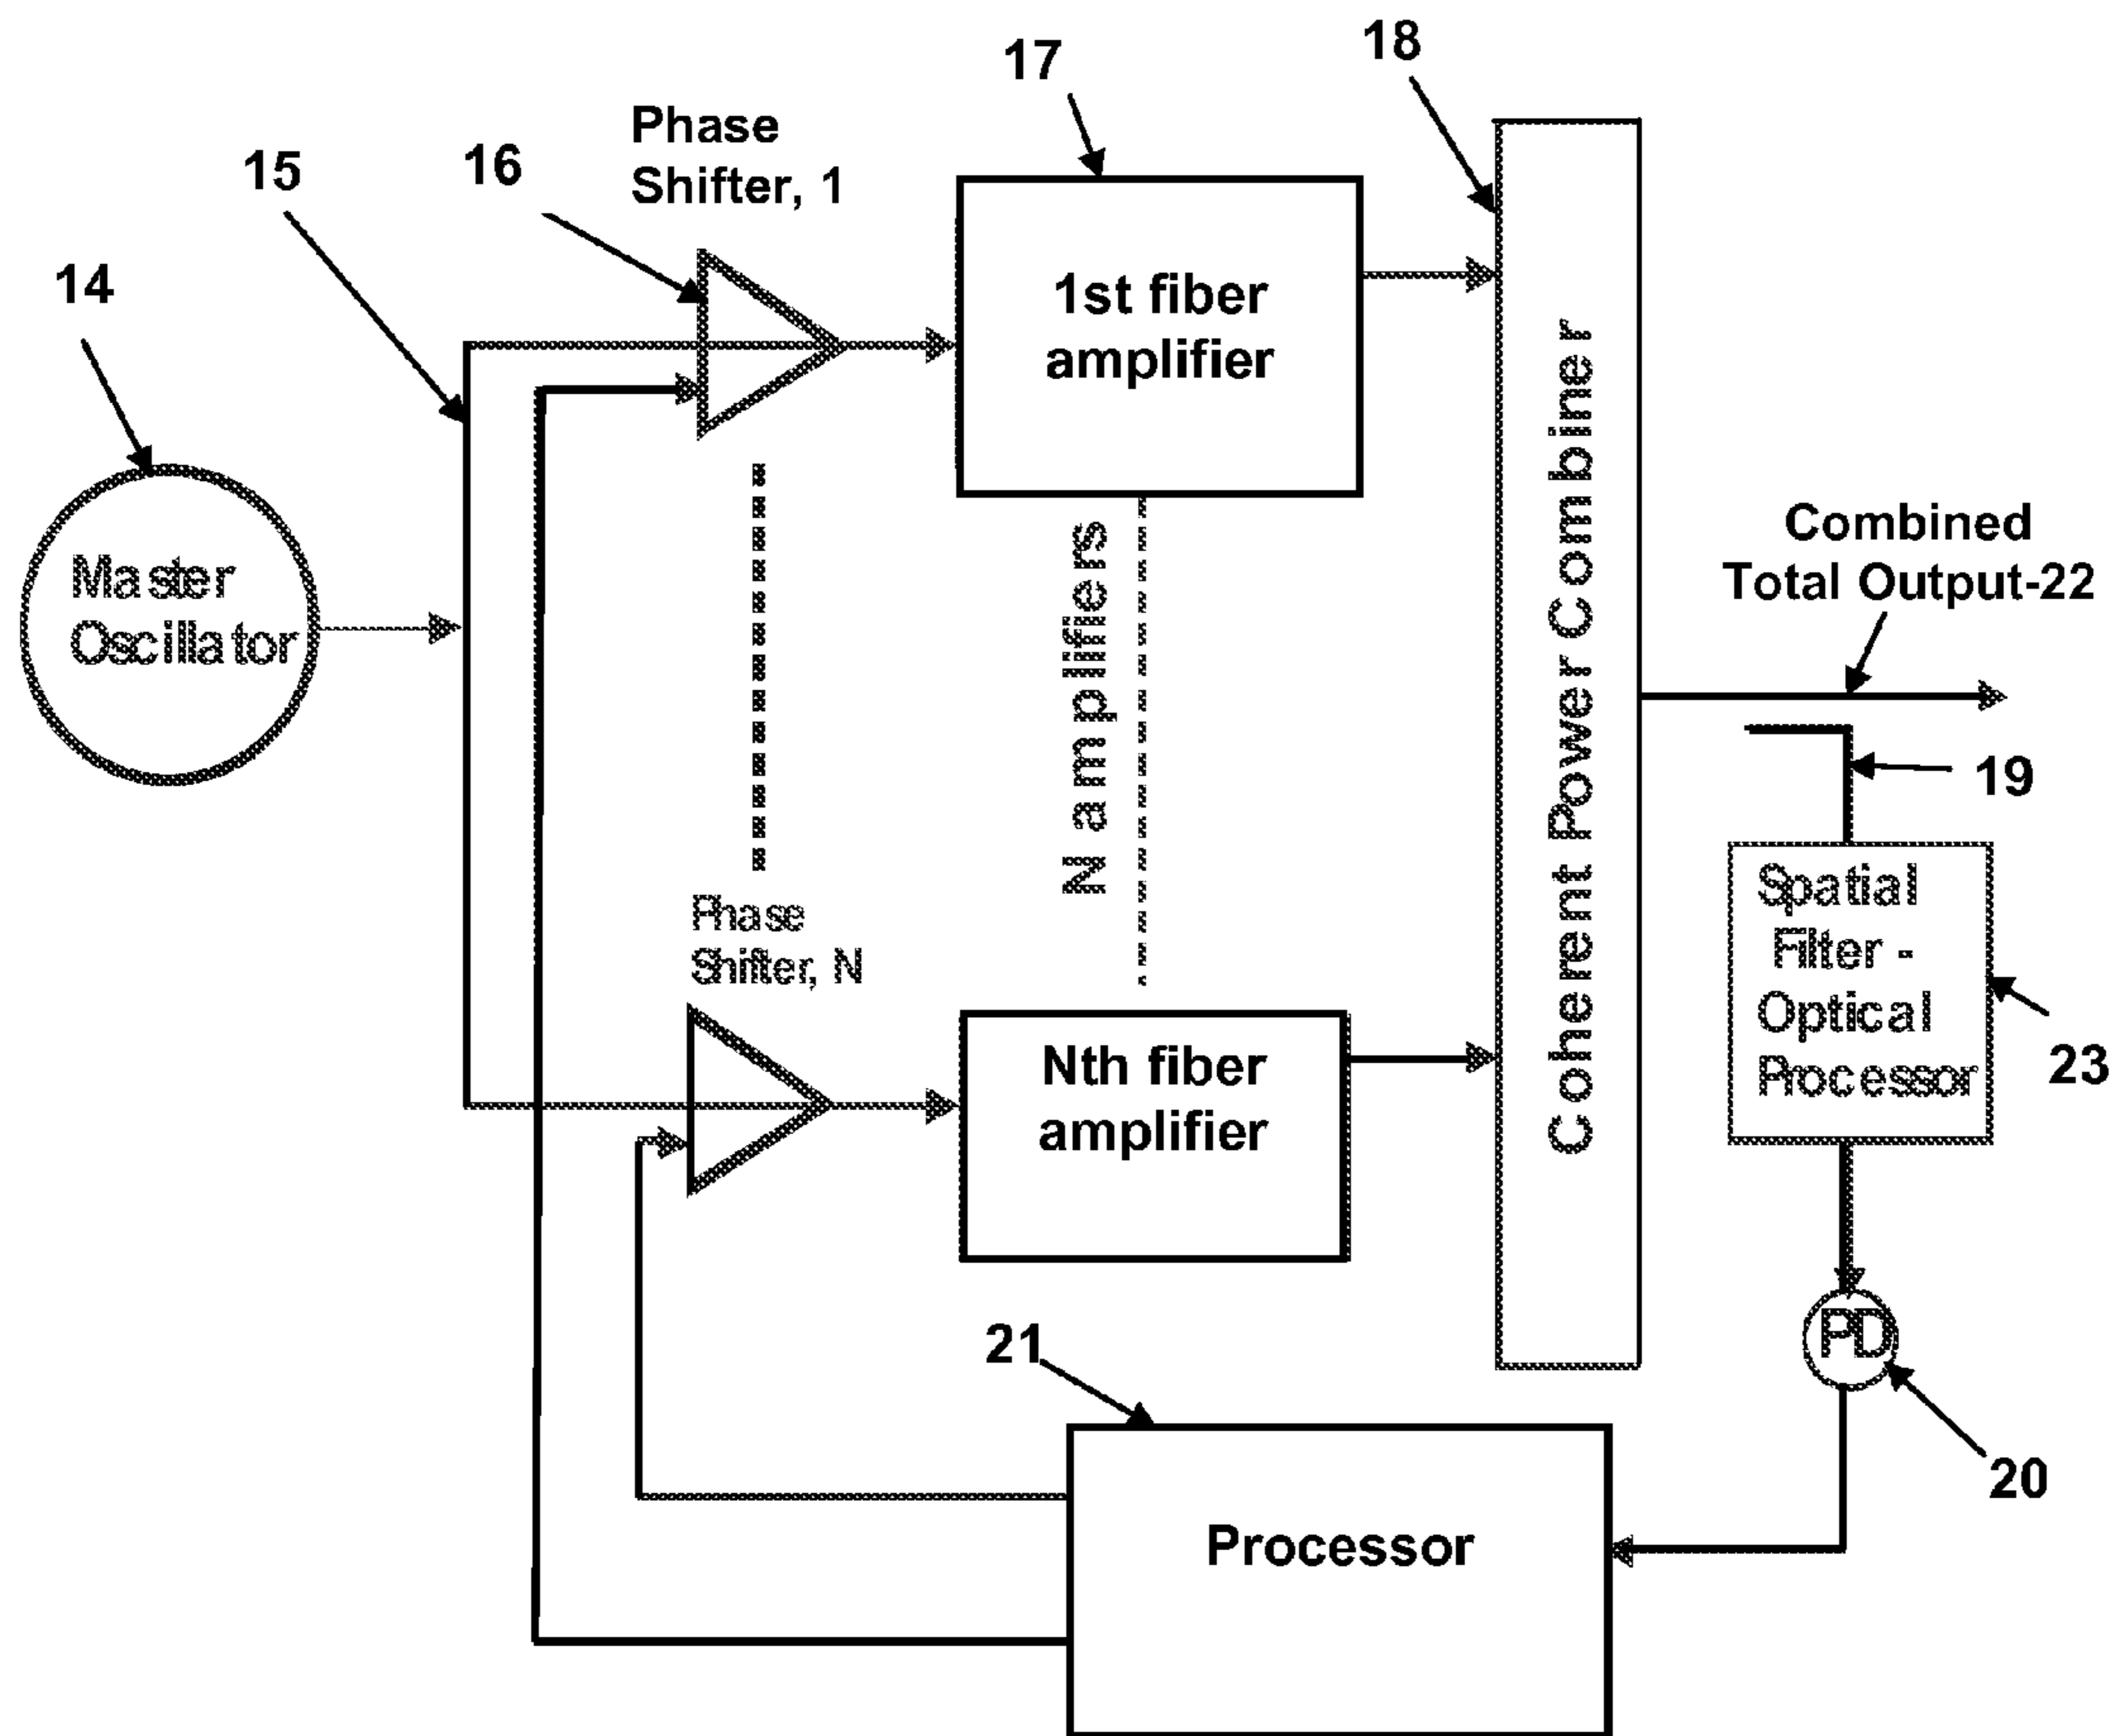 18
17
Phase
Shifter, 1
16
15
14
1st fiber
amplifier
Master
Oscillator
N amplifiers
Coherent Power Combiner
Combined
Total Output-22
19
Spatial
Filter -
Optical
Processor
23
Phase
Shifter, N
Nth fiber
amplifier
PD
20
21
Processor